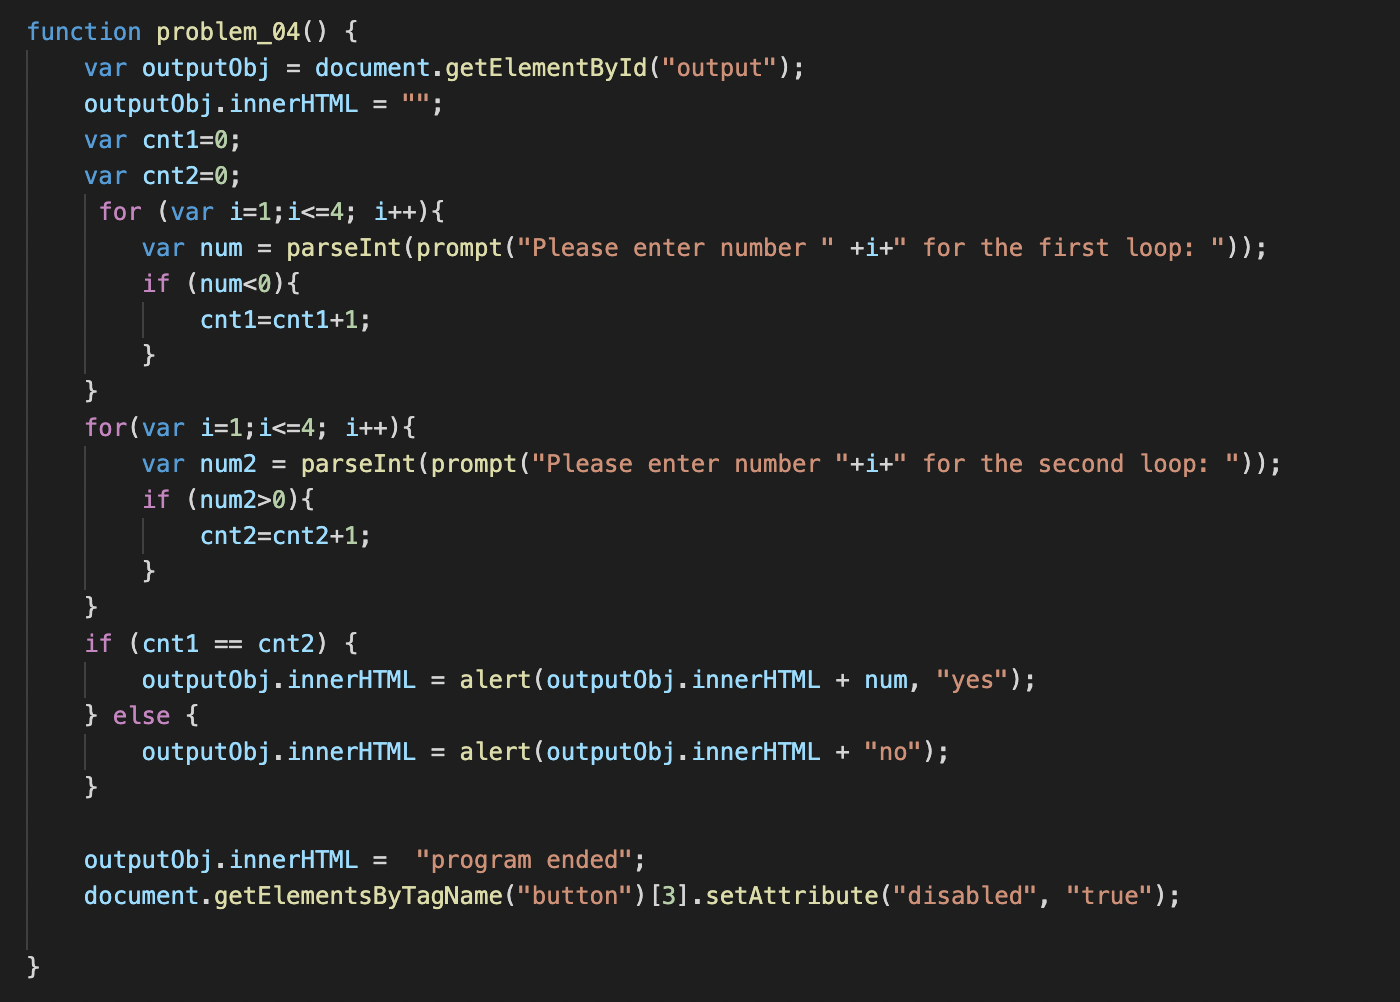 function problem_04() {
    var outputObj = document.getElementById("output");
    outputObj.innerHTML = "";
    var cnt1=0;
    var cnt2=0;
     for (var i=1;i<=4; i++){
        var num = parseInt(prompt("Please enter number " +i+" for the first loop: "));
        if (num<0){
            cnt1=cnt1+1;
        }
    }
    for(var i=1;i<=4; i++){
        var num2 = parseInt(prompt("Please enter number "+i+" for the second loop: "));
        if (num2>0){
            cnt2=cnt2+1;
        }
    }
    if (cnt1 == cnt2) {
        outputObj.innerHTML = alert(outputObj.innerHTML + num, "yes");
    } else {
        outputObj.innerHTML = alert(outputObj.innerHTML + "no");
    }

    outputObj.innerHTML =  "program ended";
    document.getElementsByTagName("button")[3].setAttribute("disabled", "true");

}